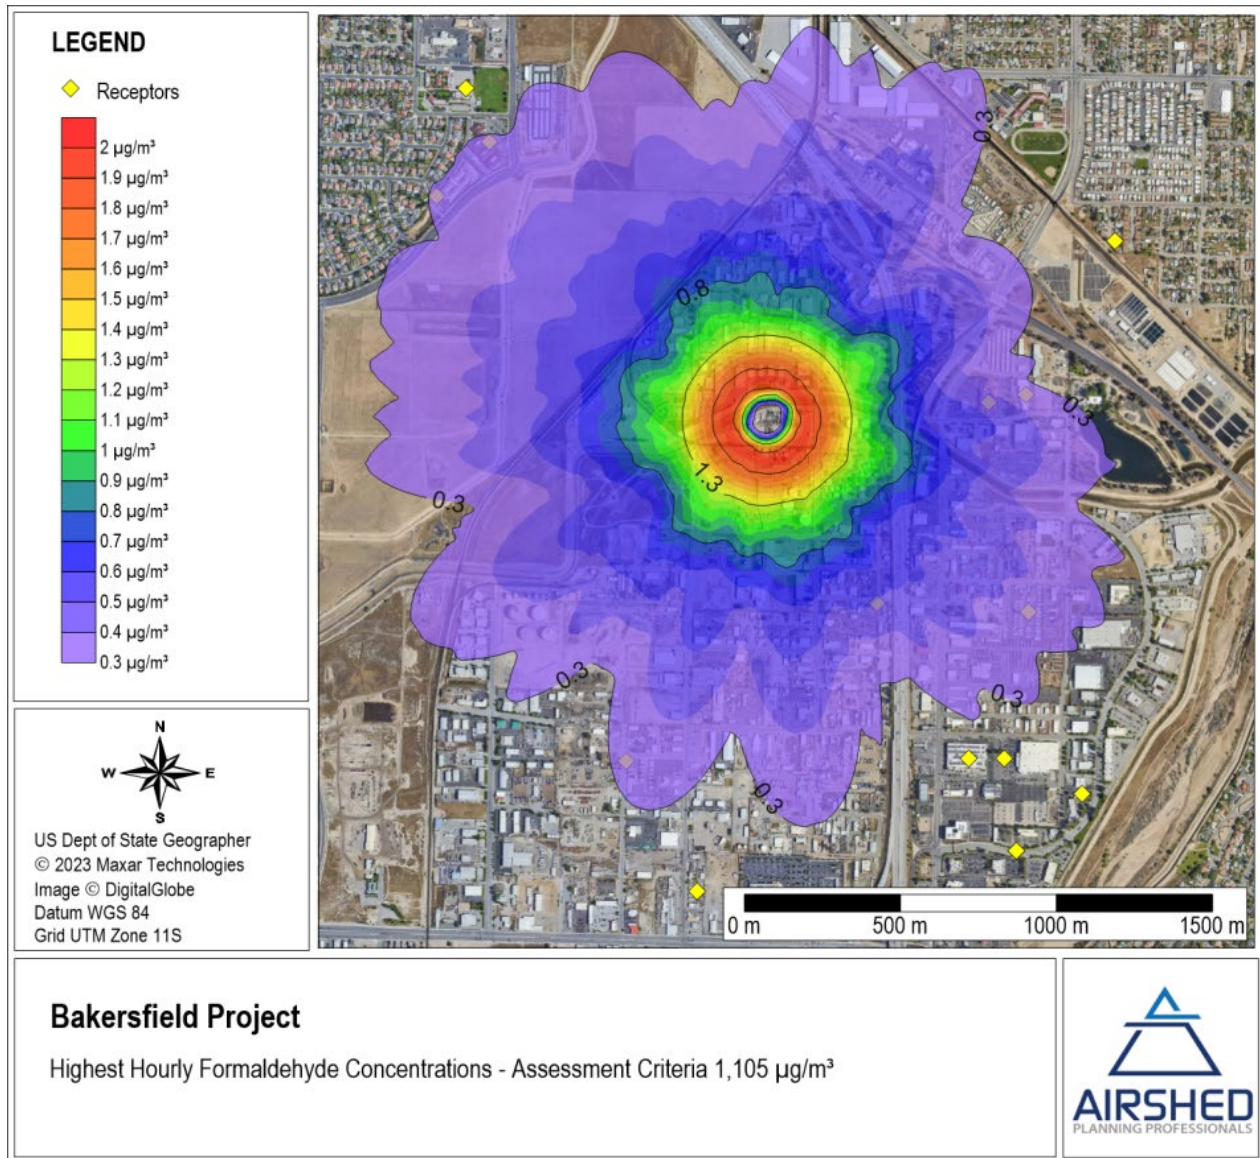 LEGEND
Receptors
2 µg/m³
1.9 µg/m³
1.8 µg/m³
1.7 µg/m³
1.6 µg/m³
1.5 µg/m³
1.4 µg/m³
1.3 µg/m³
1.2 µg/m³
1.1 µg/m³
1 µg/m³
0.9 µg/m³
0.8 µg/m³
0.7 µg/m³
0.6 µg/m³
0.5 µg/m³
0.4 µg/m³
0.3 µg/m³
0.3
0.8
0.3
1.3
0.3
0.3
0.3
0.3
N
W E
S
US Dept of State Geographer
© 2023 Maxar Technologies
Image © DigitalGlobe
Datum WGS 84
Grid UTM Zone 11S
0 m 500 m 1000 m 1500 m
Bakersfield Project
Highest Hourly Formaldehyde Concentrations - Assessment Criteria 1,105 µg/m³
AIRSHED
PLANNING PROFESSIONALS